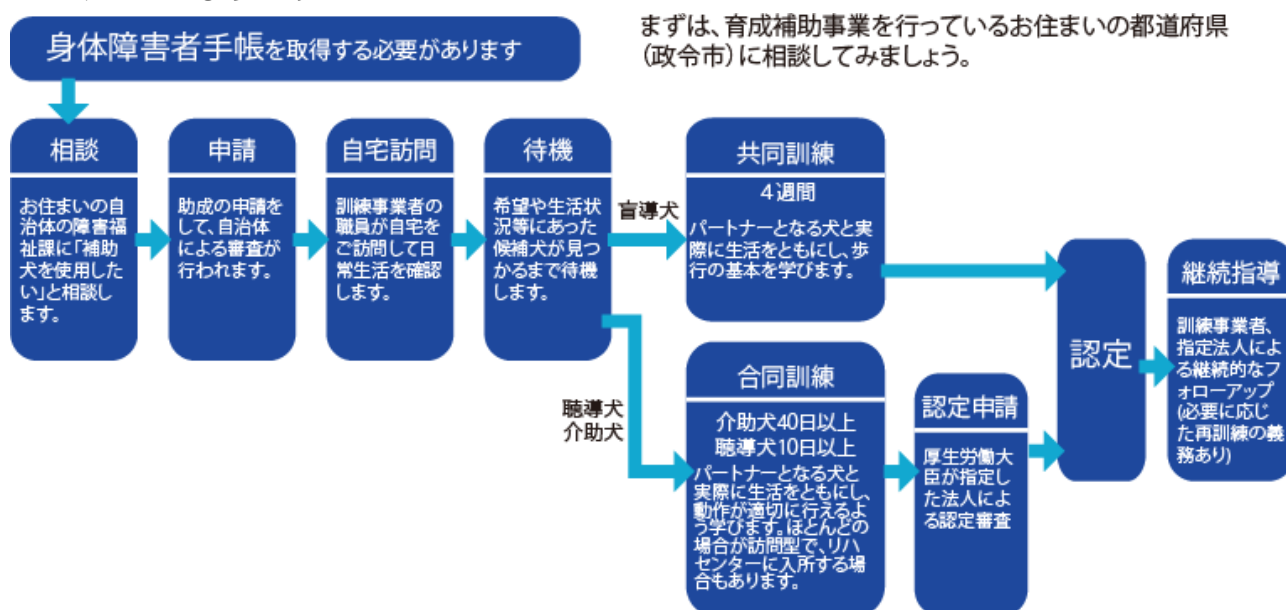 身体障害者手帳を取得する必要があります
まずは、育成補助事業を行っているお住まいの都道府県
(政令市)に相談してみましょう。
相談
お住まいの自
治体の障害福
祉課に「補助
犬を使用した
い」と相談し
ます。
申請
助成の申請を
して、自治体
による審査が
行われます。
自宅訪問
訓練事業者の
職員が自宅を
ご訪問して日
常生活を確認
します。
待機
希望や生活状
況等にあった
候補犬が見つ
かるまで待機
します。
盲導犬
共同訓練
4週間
パートナーとなる犬と実
際に生活をともにし、歩
行の基本を学びます。
聴導犬
介助犬
合同訓練
介助犬40日以上
聴導犬10日以上
パートナーとなる犬と
実際に生活をともにし、
動作が適切に行えるよ
う学びます。ほとんどの
場合が訪問型で、リハ
センターに入所する場
合もあります。
認定申請
厚生労働大
臣が指定し
た法人によ
る認定審査
認定
継続指導
訓練事業者、
指定法人によ
る継続的なフ
ォローアップ
(必要に応じ
た再訓練の義
務あり)